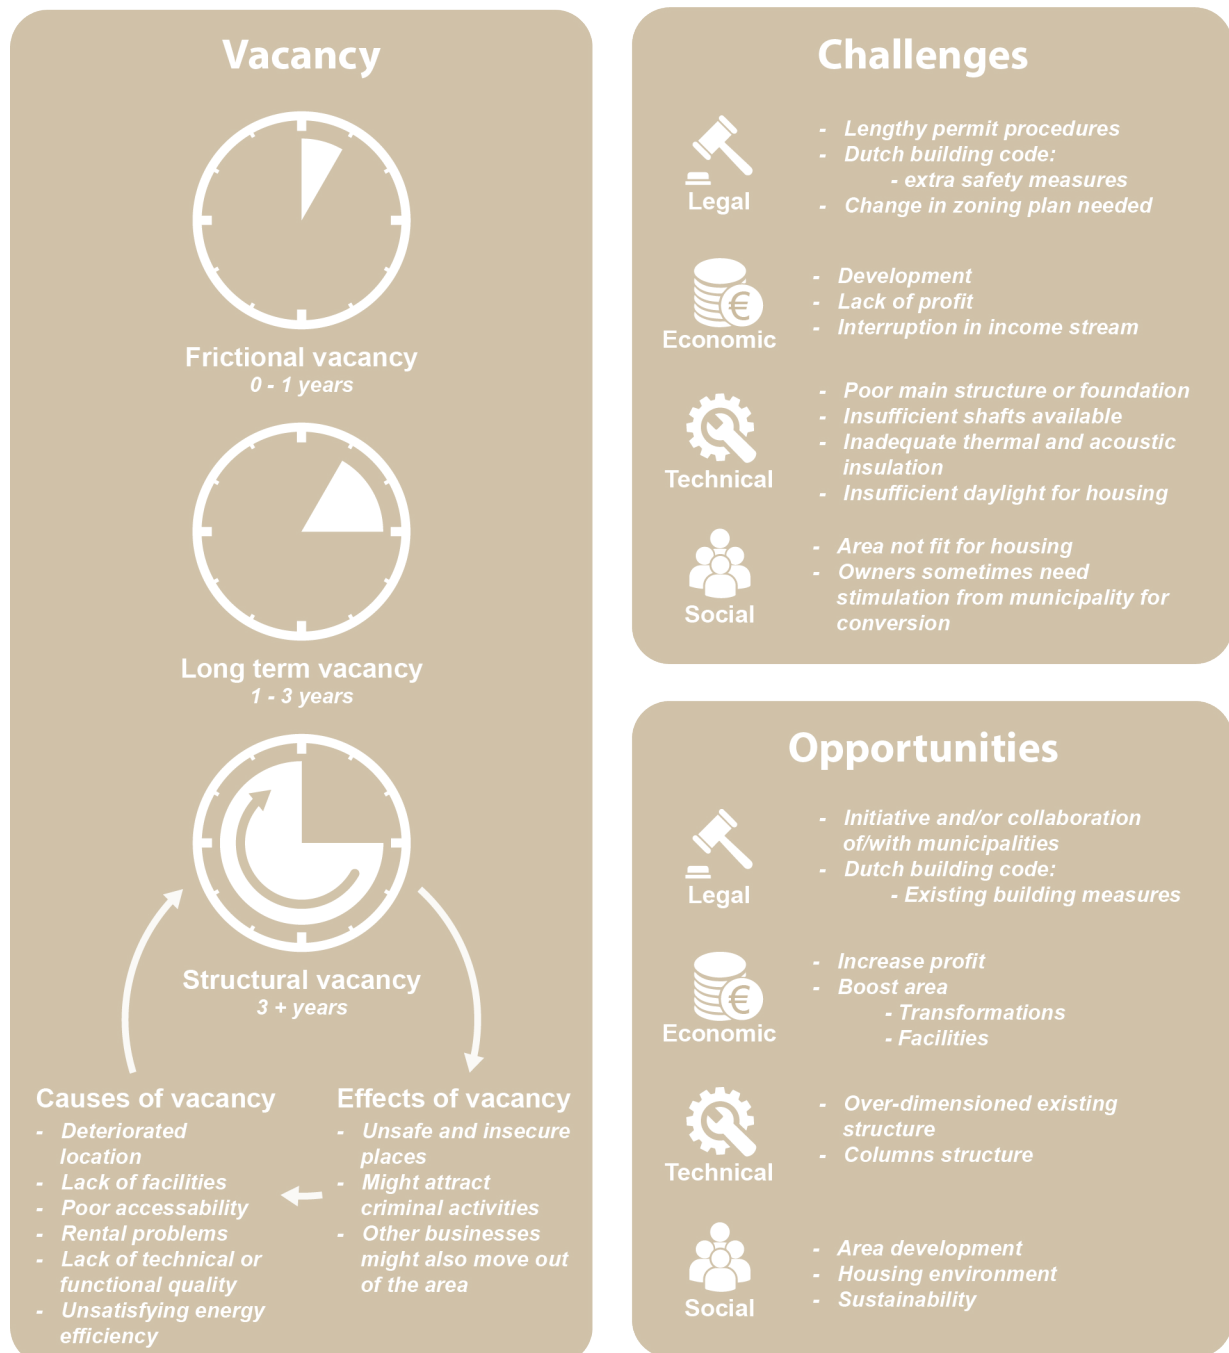 Vacancy
Frictional vacancy
0 - 1 years
Long term vacancy
1 - 3 years
Structural vacancy
3 + years
Causes of vacancy
- Deteriorated
location
- Lack of facilities
- Poor accessability
- Rental problems
- Lack of technical or
functional quality
- Unsatisfying energy
efficiency
Effects of vacancy
- Unsafe and insecure
places
- Might attract
criminal activities
- Other businesses
might also move out
of the area
Challenges
Legal
- Lengthy permit procedures
- Dutch building code:
- extra safety measures
- Change in zoning plan needed
€
Economic
- Development
- Lack of profit
- Interruption in income stream
Technical
- Poor main structure or foundation
- Insufficient shafts available
- Inadequate thermal and acoustic
insulation
- Insufficient daylight for housing
Social
- Area not fit for housing
- Owners sometimes need
stimulation from municipality for
conversion
Opportunities
Legal
- Initiative and/or collaboration
of/with municipalities
- Dutch building code:
- Existing building measures
€
Economic
- Increase profit
- Boost area
- Transformations
- Facilities
Technical
- Over-dimensioned existing
structure
- Columns structure
Social
- Area development
- Housing environment
- Sustainability